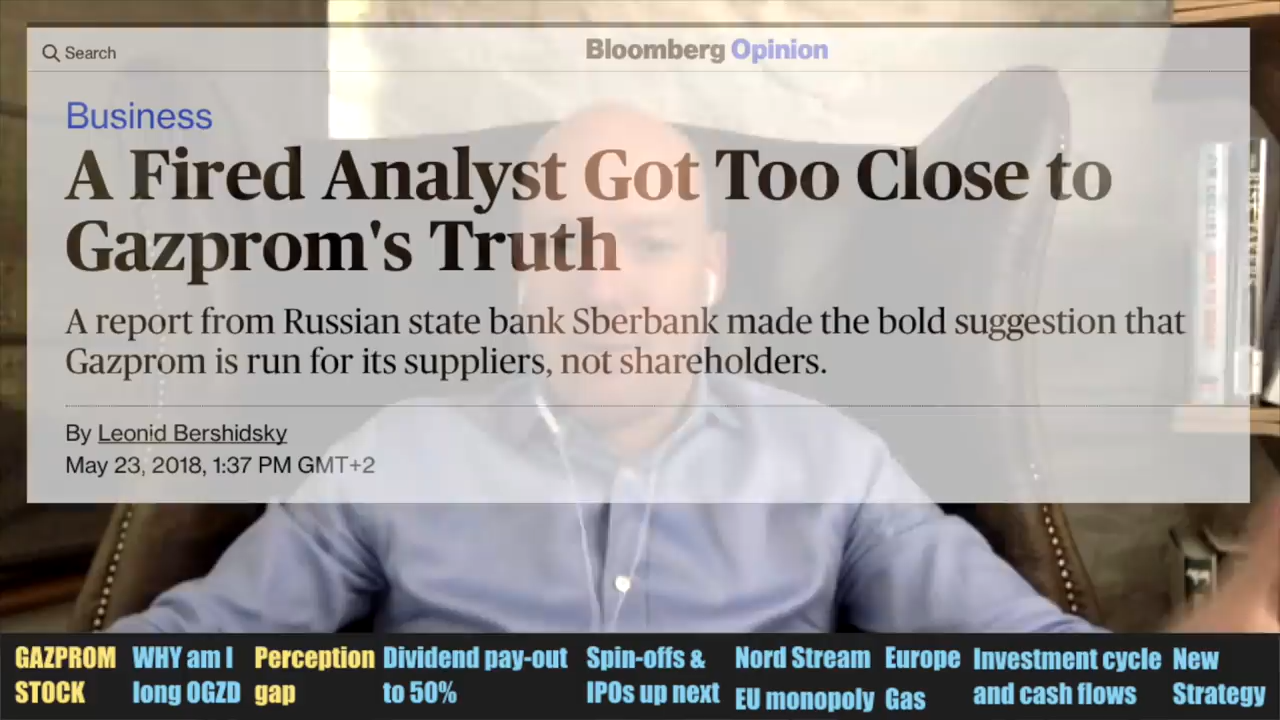 Search
Bloomberg Opinion
Business
A Fired Analyst Got Too Close to
Gazprom's Truth
A report from Russian state bank Sberbank made the bold suggestion that
Gazprom is run for its suppliers, not shareholders.
By Leonid Bershidsky
May 23, 2018, 1:37 PM GMT+2
GAZPROM
STOCK
WHY am I
long OGZD
Perception
gap
Dividend pay-out
to 50%
Spin-offs &
IPOs up next
Nord Stream
EU monopoly
Europe
Gas
Investment cycle
and cash flows
New
Strategy